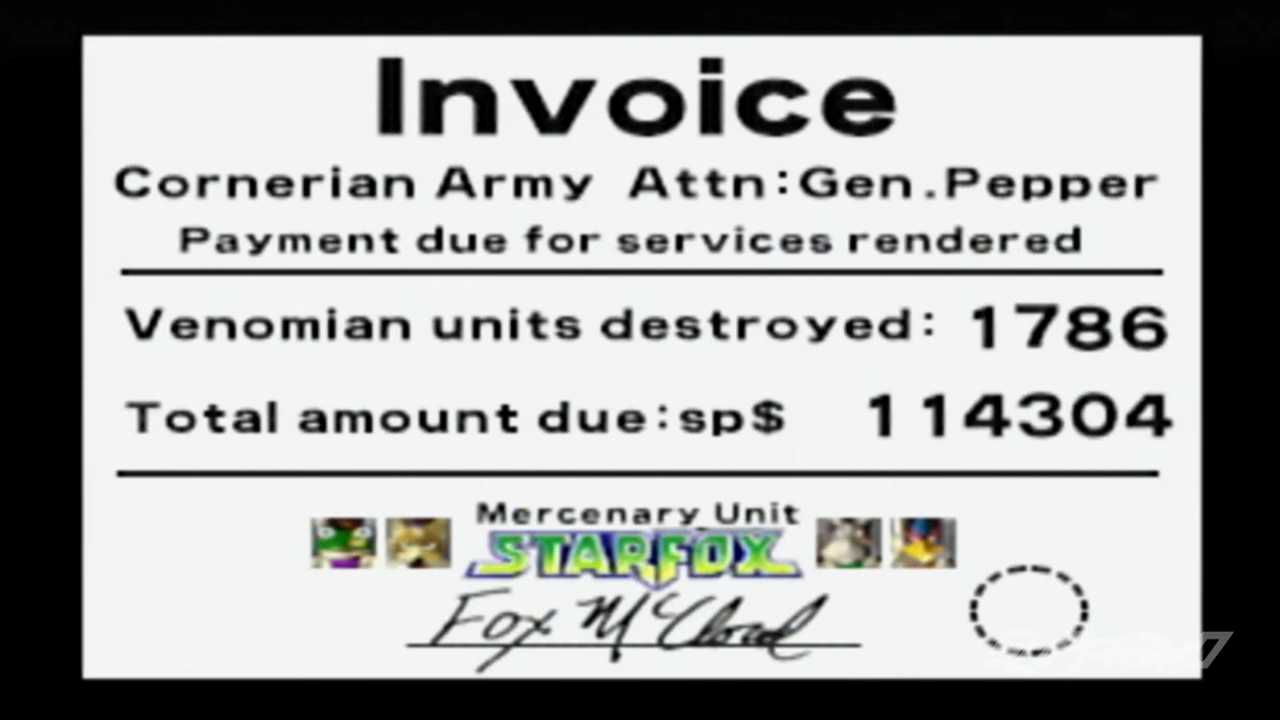 Invoice
Cornerian Army Attn:Gen.Pepper
Payment due for services rendered
Venomian units destroyed: 1786
Total amount due:sp$ 114304
Mercenary Unit
STARFOX
Fox McCloud